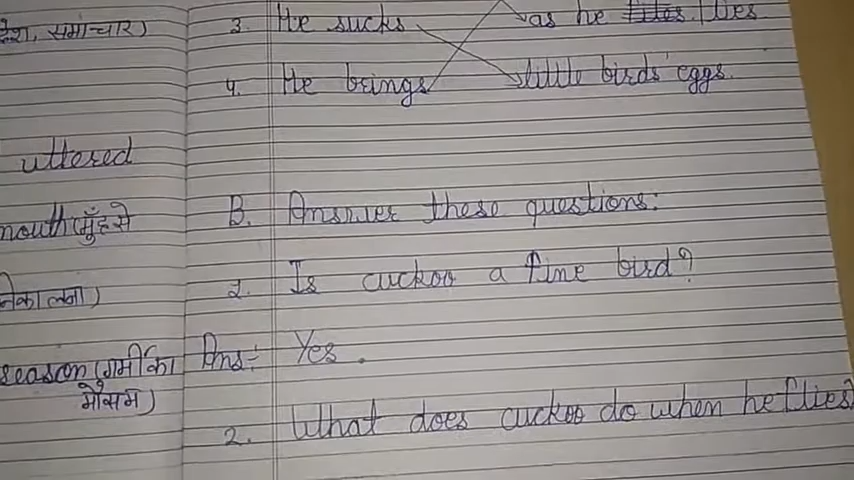 देश, समाचार)
uttered
mouth (मुँह से
निकालना)
season (गर्मी का
मौसम)
3. He sucks as he flies
4. He brings little birds' eggs.
B. Answer these questions:
1. Is cuckoo a fine bird?
Ans:- Yes.
2. What does cuckoo do when he flies?